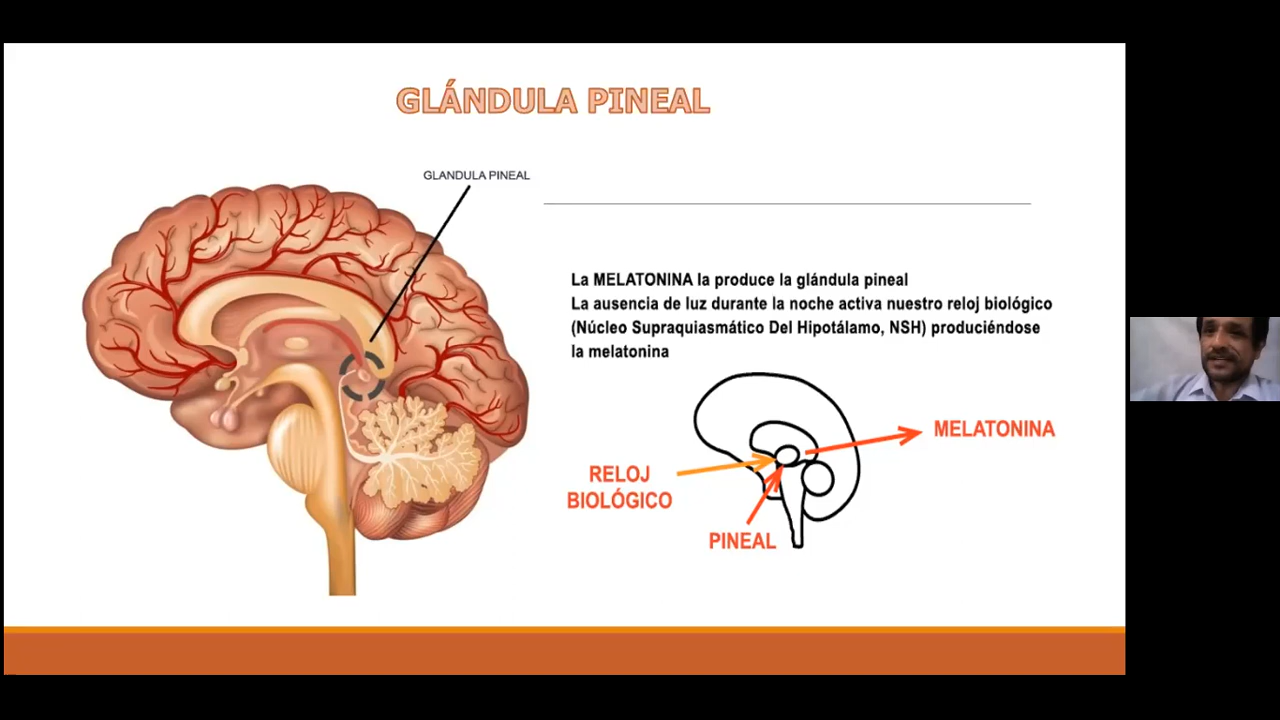 GLÁNDULA PINEAL
GLANDULA PINEAL
La MELATONINA la produce la glándula pineal
La ausencia de luz durante la noche activa nuestro reloj biológico
(Núcleo Supraquiasmático Del Hipotálamo, NSH) produciéndose
la melatonina
MELATONINA
RELOJ
BIOLÓGICO
PINEAL